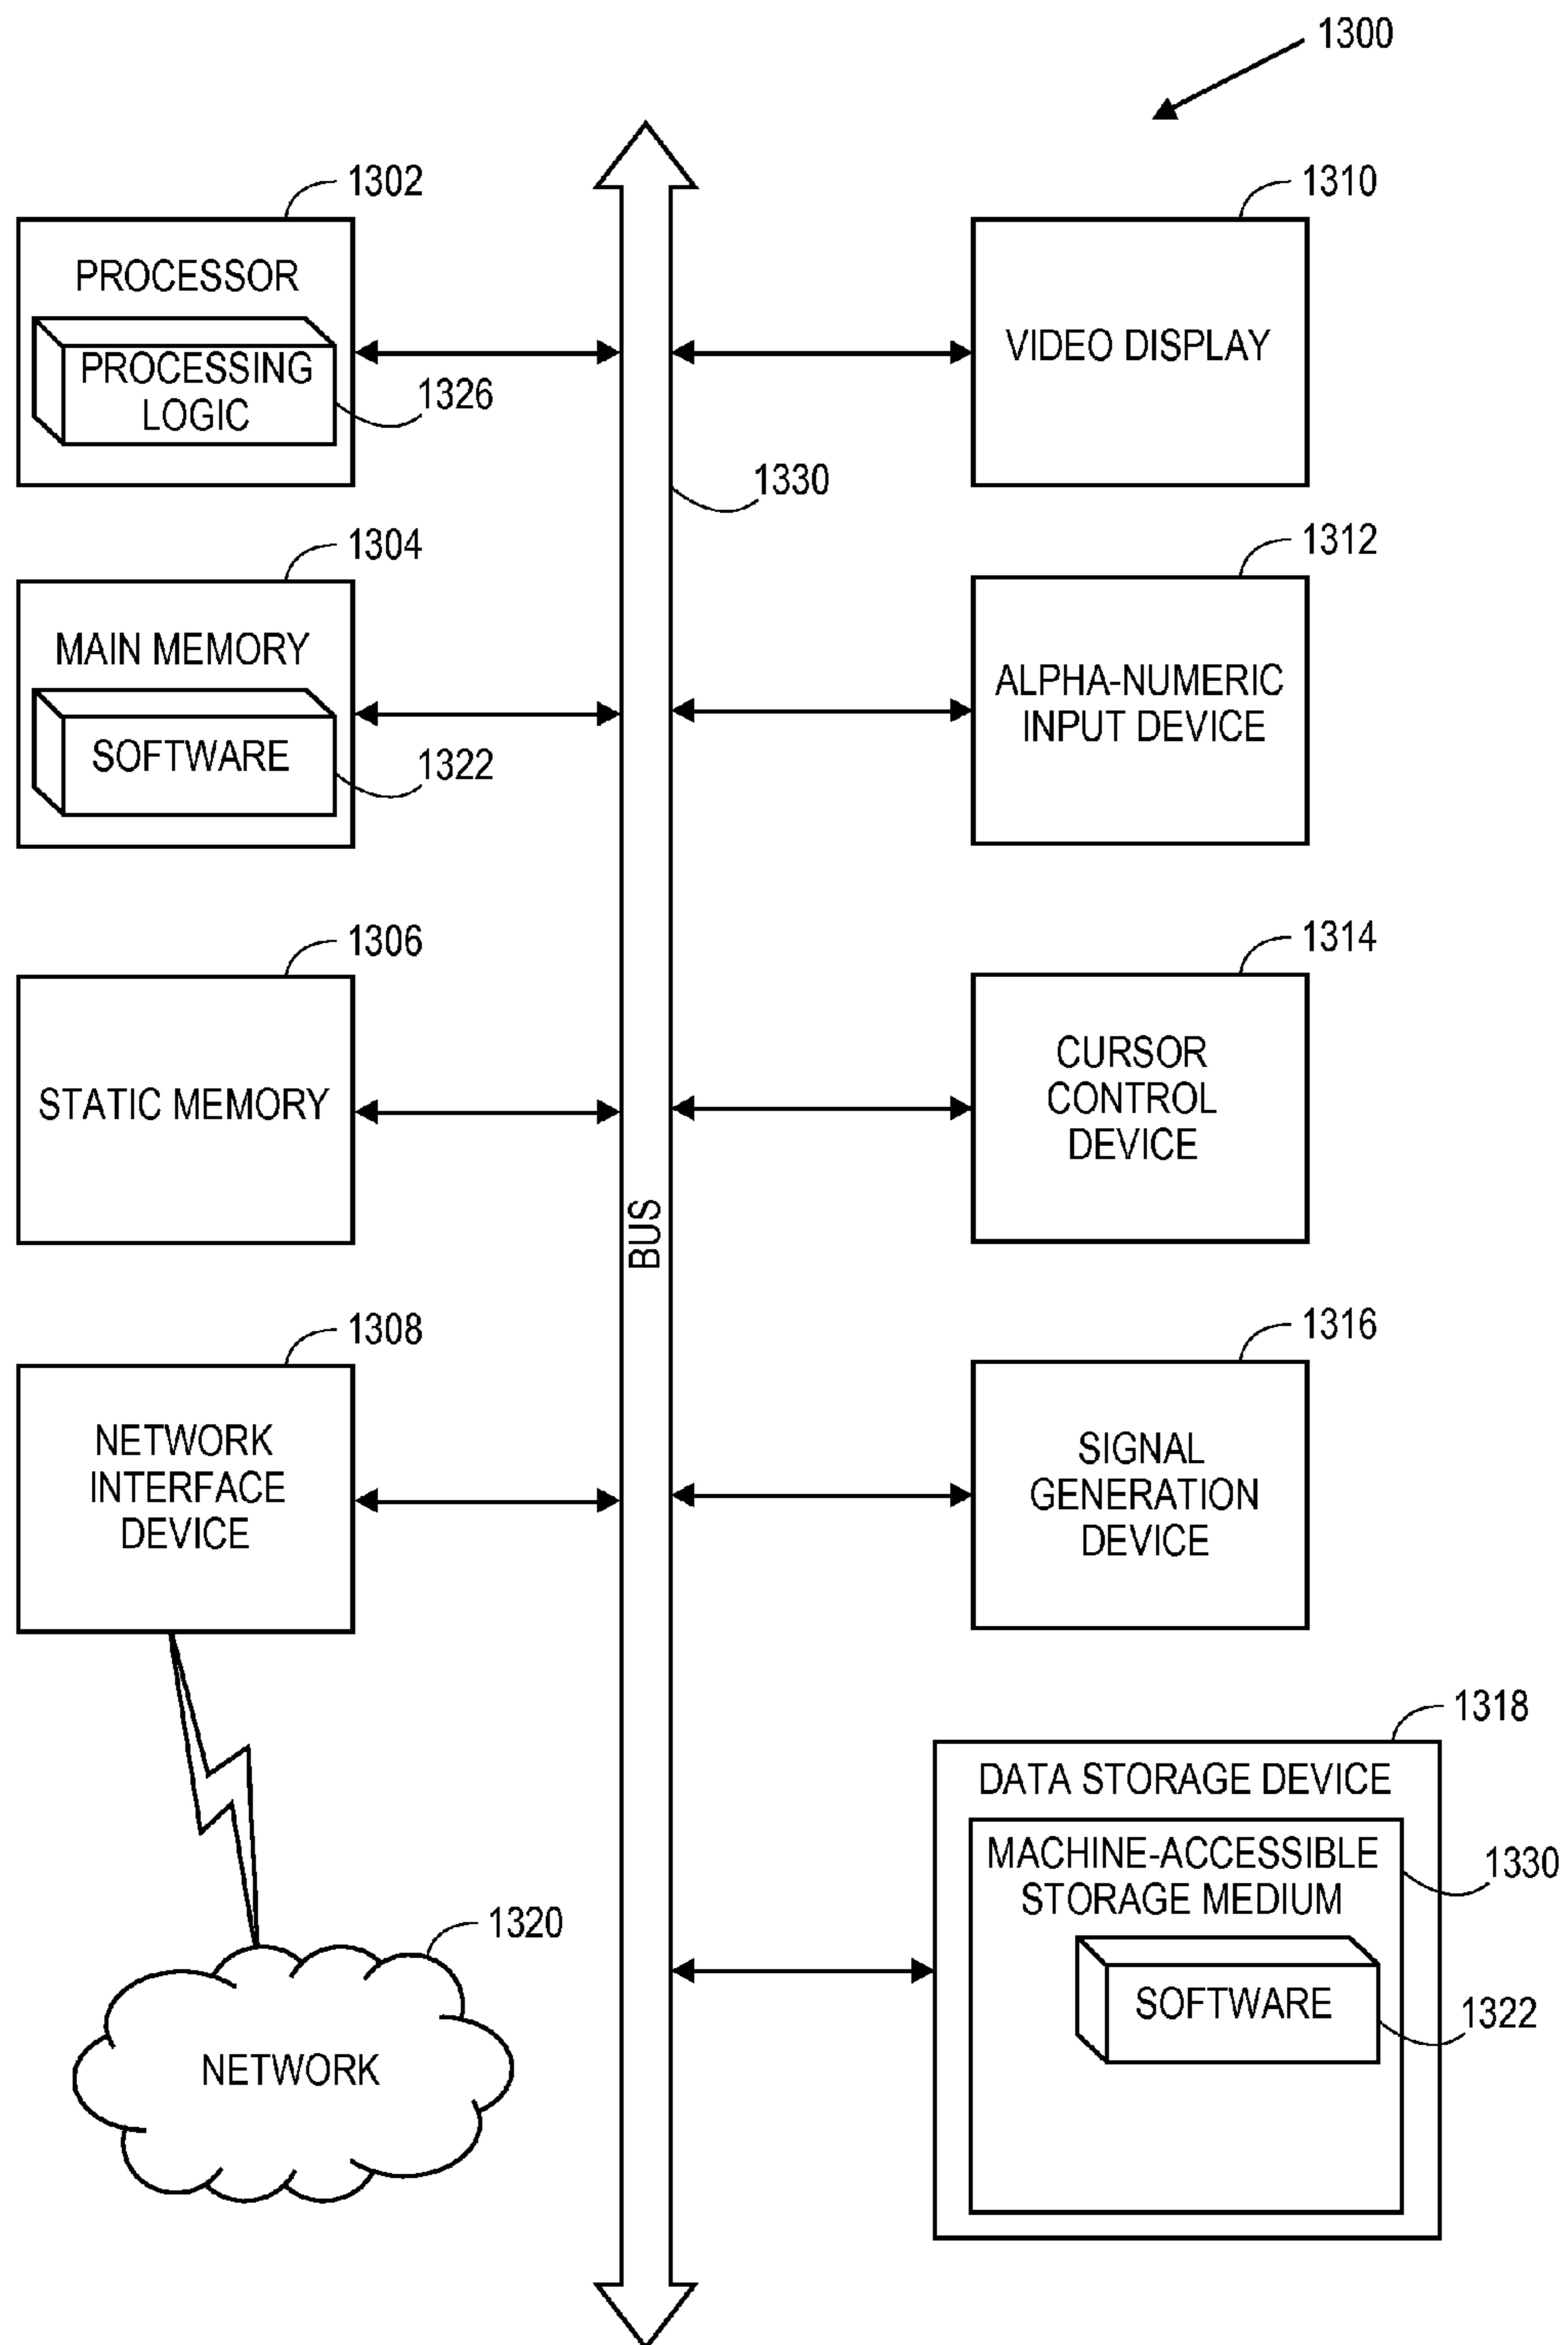 1300
1302
PROCESSOR
PROCESSING
LOGIC
1326
1304
MAIN MEMORY
SOFTWARE
1322
1306
STATIC MEMORY
1308
NETWORK
INTERFACE
DEVICE
1320
NETWORK
1330
BUS
1310
VIDEO DISPLAY
1312
ALPHA-NUMERIC
INPUT DEVICE
1314
CURSOR
CONTROL
DEVICE
1316
SIGNAL
GENERATION
DEVICE
1318
DATA STORAGE DEVICE
MACHINE-ACCESSIBLE
STORAGE MEDIUM
1330
SOFTWARE
1322